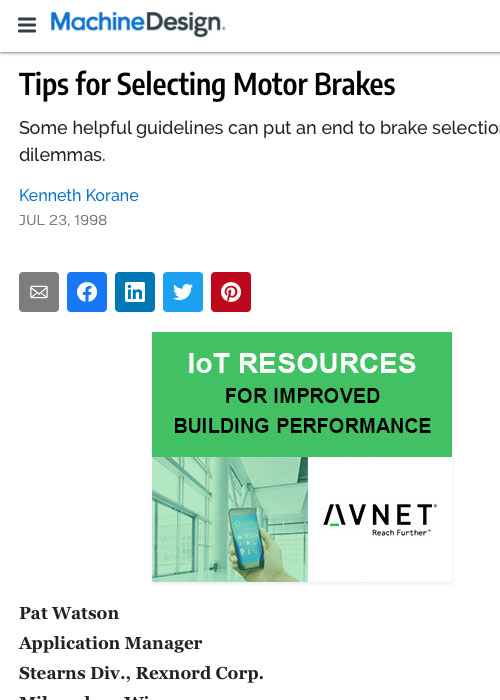 MachineDesign.
Tips for Selecting Motor Brakes
Some helpful guidelines can put an end to brake selectio
dilemmas.
Kenneth Korane
JUL 23, 1998
IoT RESOURCES
FOR IMPROVED
BUILDING PERFORMANCE
AVNET
Reach Further™
Pat Watson
Application Manager
Stearns Div., Rexnord Corp.